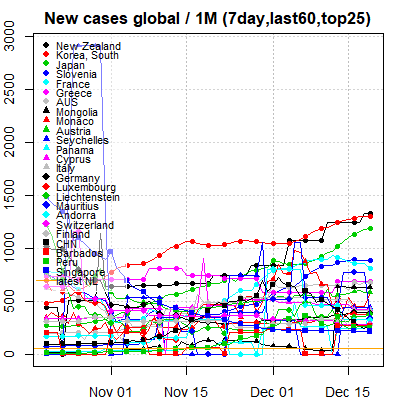 New cases global / 1M (7day,last60,top25)
3000
2500
2000
1500
1000
500
0
New Zealand
Korea, South
Japan
Slovenia
France
Greece
AUS
Mongolia
Monaco
Austria
Seychelles
Panama
Cyprus
Italy
Germany
Luxembourg
Liechtenstein
Mauritius
Andorra
Switzerland
Finland
CHN
Barbados
Peru
Singapore
latest NL
Nov 01
Nov 15
Dec 01
Dec 15